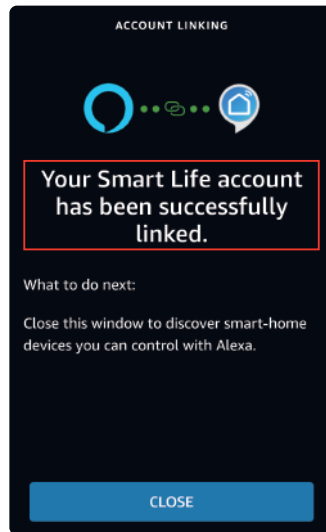 ACCOUNT LINKING
Your Smart Life account
has been successfully
linked.
What to do next:
Close this window to discover smart-home
devices you can control with Alexa.
CLOSE